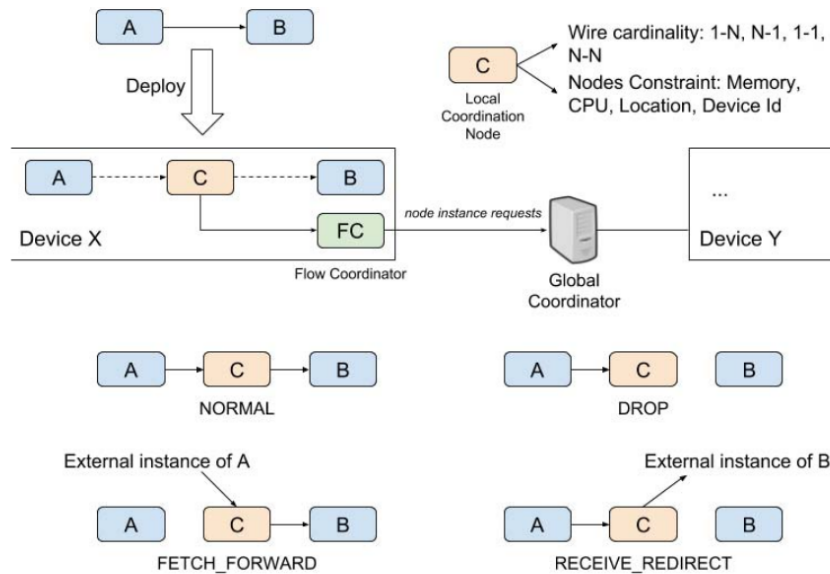 A
B
Deploy
C
Local
Coordination
Node
Wire cardinality: 1-N, N-1, 1-1,
N-N
Nodes Constraint: Memory,
CPU, Location, Device Id
A
C
B
Device X
FC
Flow Coordinator
node instance requests
Global
Coordinator
...
Device Y
A
C
B
NORMAL
A
C
B
DROP
External instance of A
A
C
B
FETCH_FORWARD
External instance of B
A
C
B
RECEIVE_REDIRECT